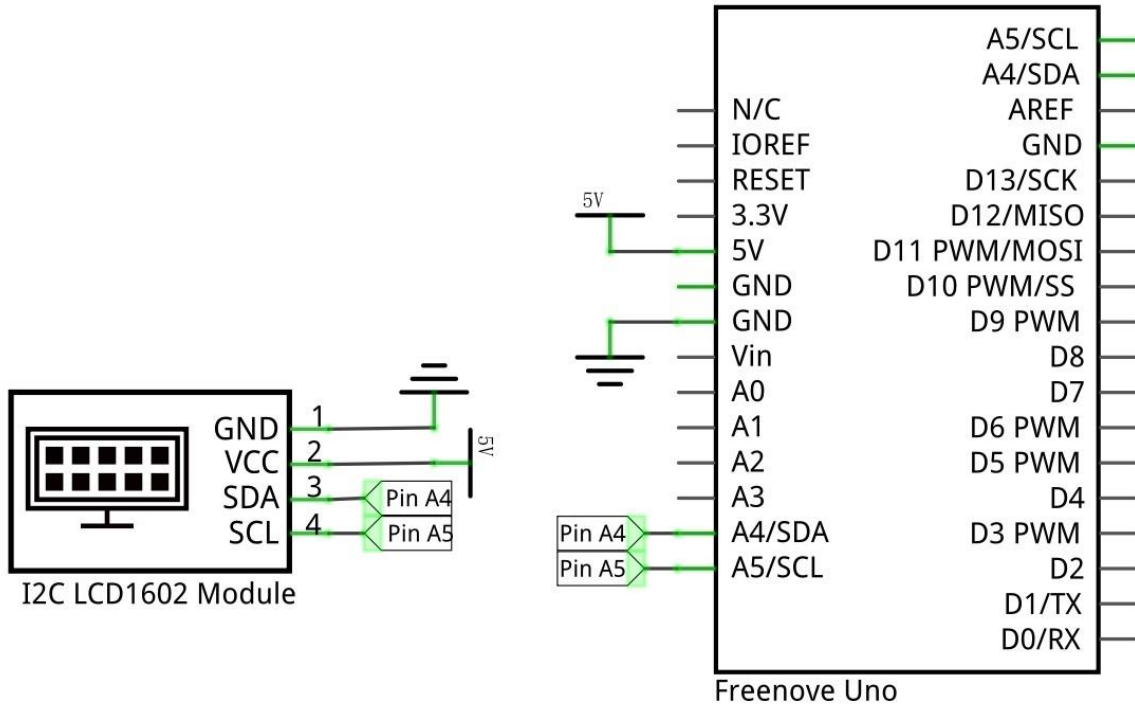 GND 1
VCC 2
SDA 3
SCL 4
5V
Pin A4
Pin A5
I2C LCD1602 Module
5V
Pin A4
Pin A5
N/C
IOREF
RESET
3.3V
5V
GND
GND
Vin
A0
A1
A2
A3
A4/SDA
A5/SCL
A5/SCL
A4/SDA
AREF
GND
D13/SCK
D12/MISO
D11 PWM/MOSI
D10 PWM/SS
D9 PWM
D8
D7
D6 PWM
D5 PWM
D4
D3 PWM
D2
D1/TX
D0/RX
Freenove Uno